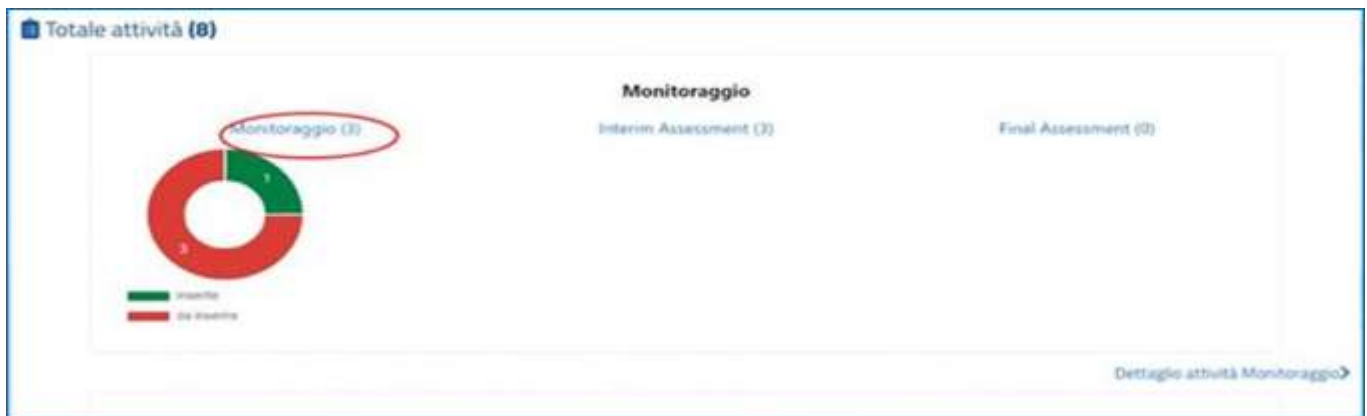 Totale attività (8)
Monitoraggio
Monitoraggio (3)
Interim Assessment (3)
Final Assessment (0)
1
3
inserite
da inserire
Dettaglio attività Monitoraggio